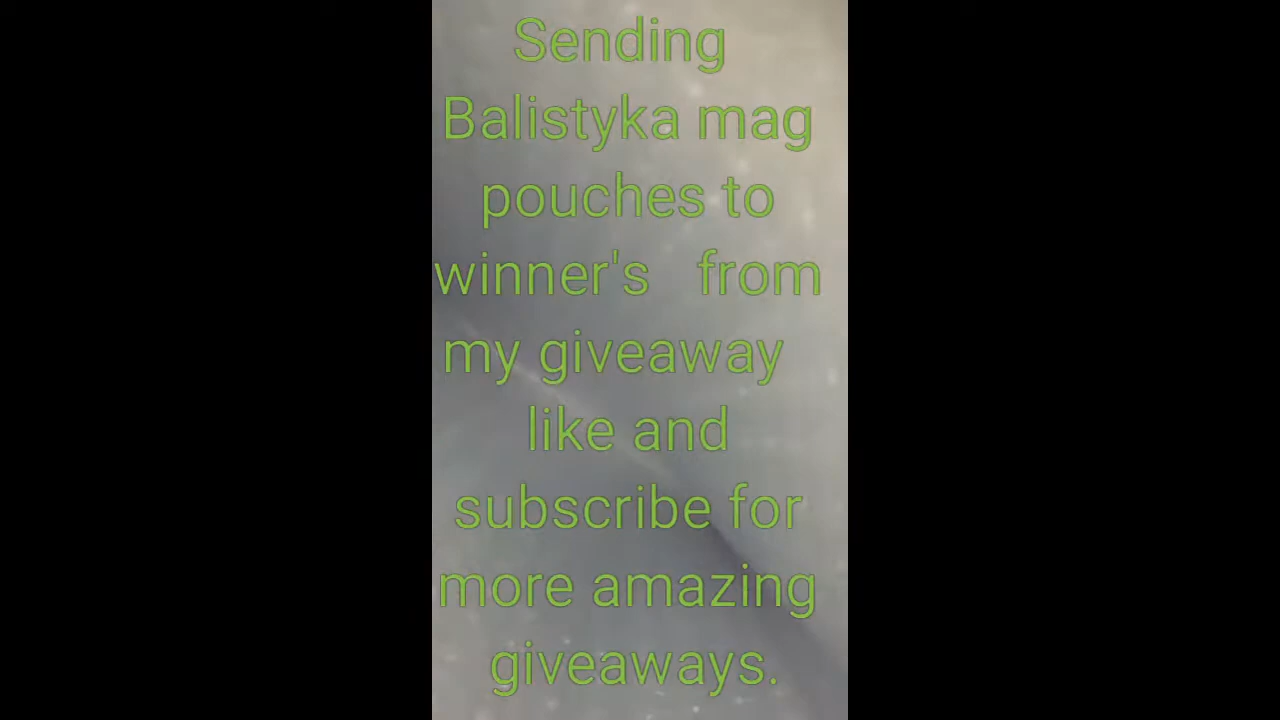 Sending
Balistyka mag
pouches to
winner's from
my giveaway
like and
subscribe for
more amazing
giveaways.